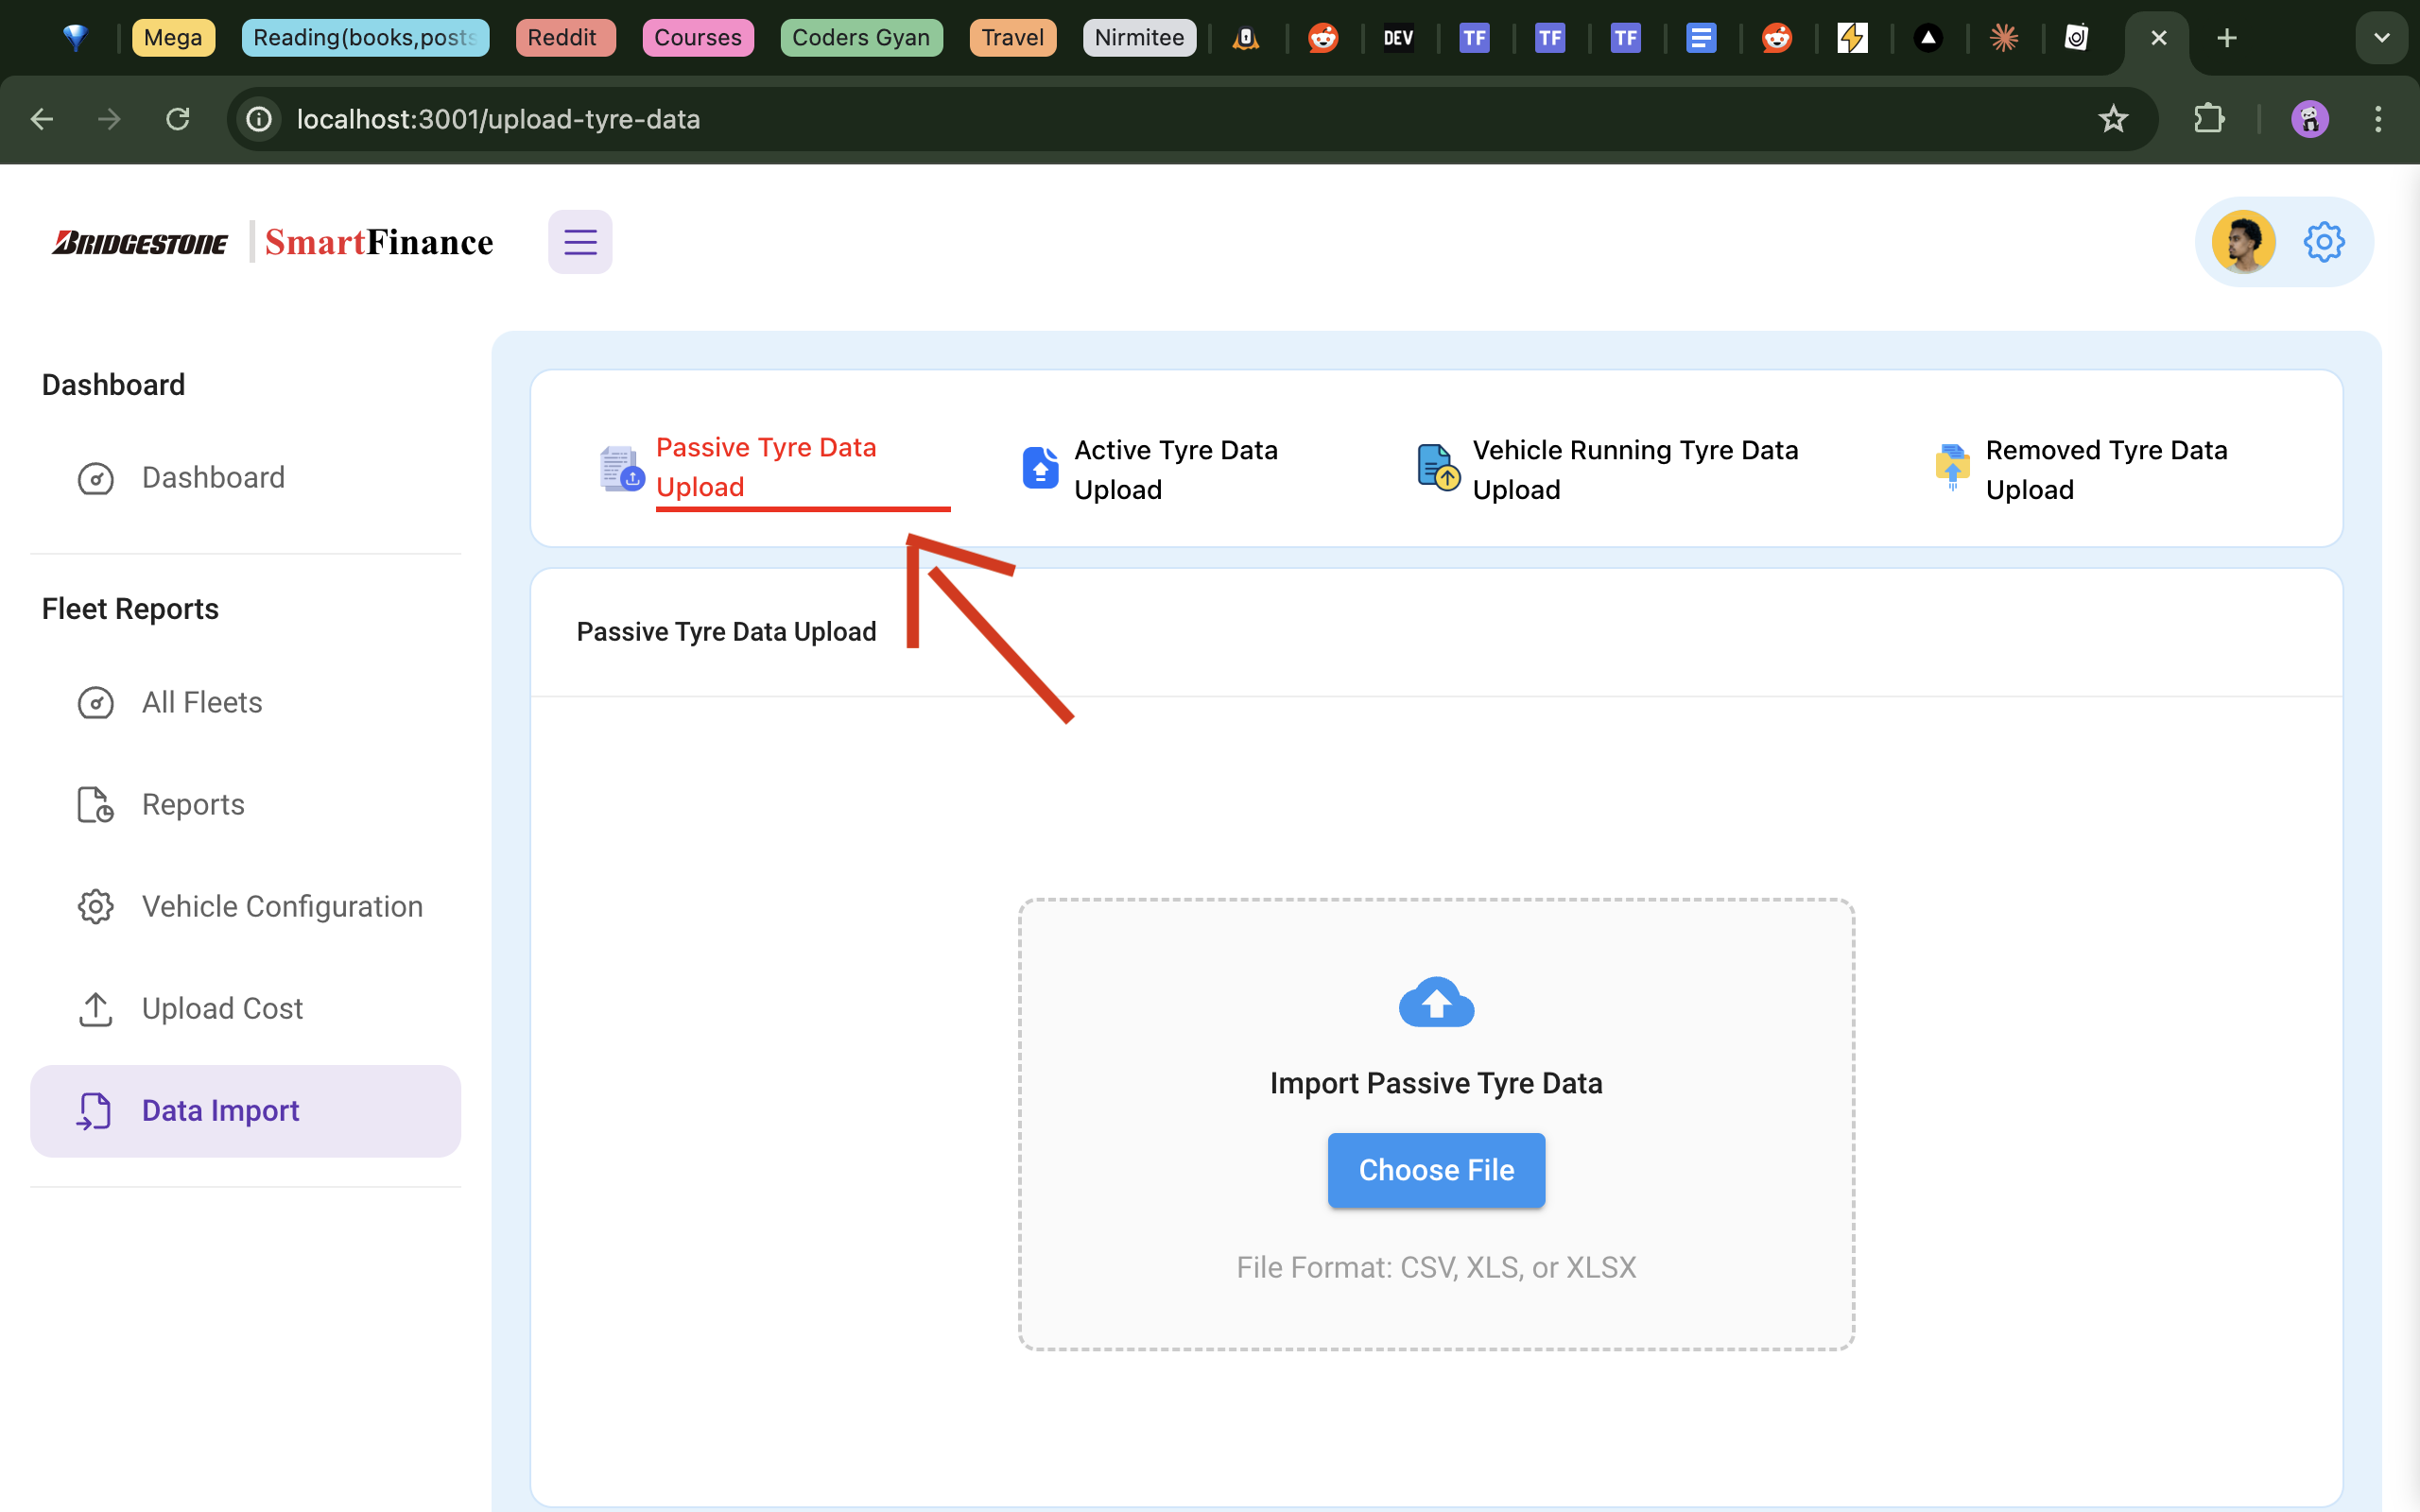 Mega
Reading(books,posts
Reddit
Courses
Coders Gyan
Travel
Nirmitee
DEV
TF
TF
TF
localhost:3001/upload-tyre-data
BRIDGESTONE
SmartFinance
Dashboard
Dashboard
Fleet Reports
All Fleets
Reports
Vehicle Configuration
Upload Cost
Data Import
Passive Tyre Data
Upload
Active Tyre Data
Upload
Vehicle Running Tyre Data
Upload
Removed Tyre Data
Upload
Passive Tyre Data Upload
Import Passive Tyre Data
Choose File
File Format: CSV, XLS, or XLSX